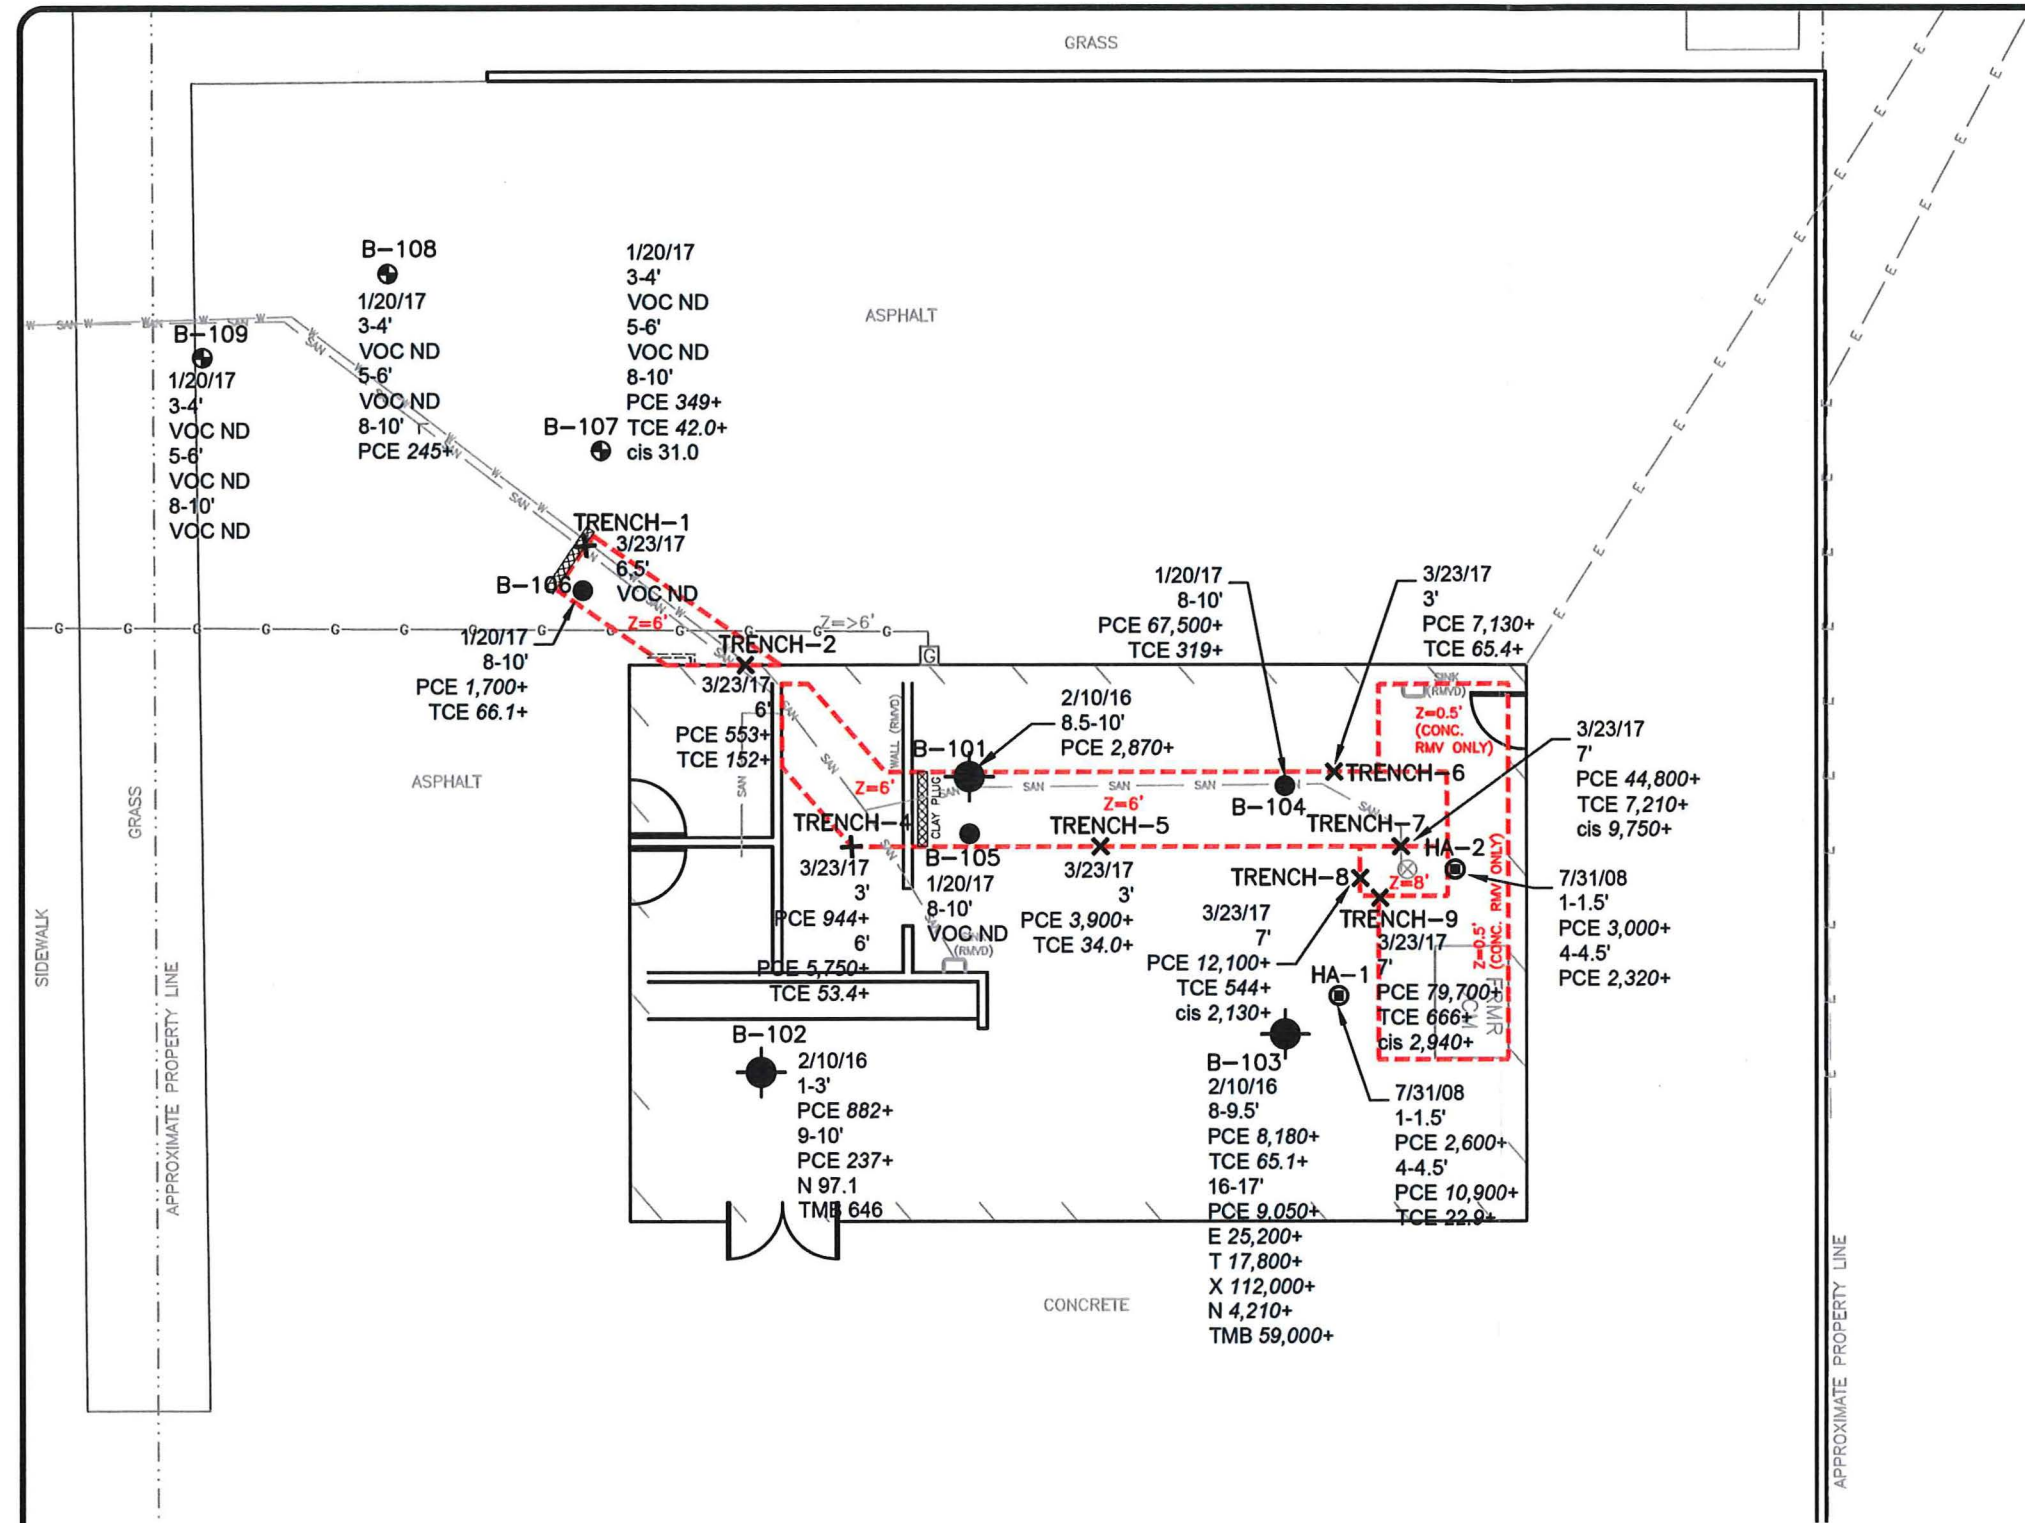 GRASS
B-108
1/20/17
3-4'
VOC ND
5-6'
VOC ND
8-10'
PCE 245+
1/20/17
3-4'
VOC ND
5-6'
VOC ND
8-10'
PCE 349+
TCE 42.0+
cis 31.0
B-107
ASPHALT
B-109
1/20/17
3-4'
VOC ND
5-6'
VOC ND
8-10'
VOC ND
TRENCH-1
3/23/17
6.5'
VOC ND
B-106
1/20/17
8-10'
PCE 1,700+
TCE 66.1+
Z=6'
Z=>6'
G
TRENCH-2
3/23/17
6'
PCE 553+
TCE 152+
1/20/17
8-10'
PCE 67,500+
TCE 319+
3/23/17
3'
PCE 7,130+
TCE 65.4+
2/10/16
8.5-10'
PCE 2,870+
B-101
WALL (RMVD)
SINK
(RMVD)
Z=0.5'
(CONC.
RMV ONLY)
3/23/17
7'
PCE 44,800+
TCE 7,210+
cis 9,750+
ASPHALT
GRASS
Z=6'
CLAY PLUG
Z=6'
B-104
TRENCH-6
TRENCH-4
3/23/17
3'
PCE 944+
6'
PCE 5,750+
TCE 53.4+
B-105
1/20/17
8-10'
VOC ND
SINK
(RMVD)
TRENCH-5
3/23/17
3'
PCE 3,900+
TCE 34.0+
TRENCH-7
HA-2
7/31/08
1-1.5'
PCE 3,000+
4-4.5'
PCE 2,320+
TRENCH-8
3/23/17
7'
PCE 12,100+
TCE 544+
cis 2,130+
Z=8'
TRENCH-9
3/23/17
7'
PCE 79,700+
TCE 666+
cis 2,940+
Z=0.5'
(CONC. RMV ONLY)
FRMR
DCM
HA-1
7/31/08
1-1.5'
PCE 2,600+
4-4.5'
PCE 10,900+
TCE 22.9+
B-102
2/10/16
1-3'
PCE 882+
9-10'
PCE 237+
N 97.1
TMB 646
B-103
2/10/16
8-9.5'
PCE 8,180+
TCE 65.1+
16-17'
PCE 9,050+
E 25,200+
T 17,800+
X 112,000+
N 4,210+
TMB 59,000+
CONCRETE
SIDEWALK
APPROXIMATE PROPERTY LINE
APPROXIMATE PROPERTY LINE